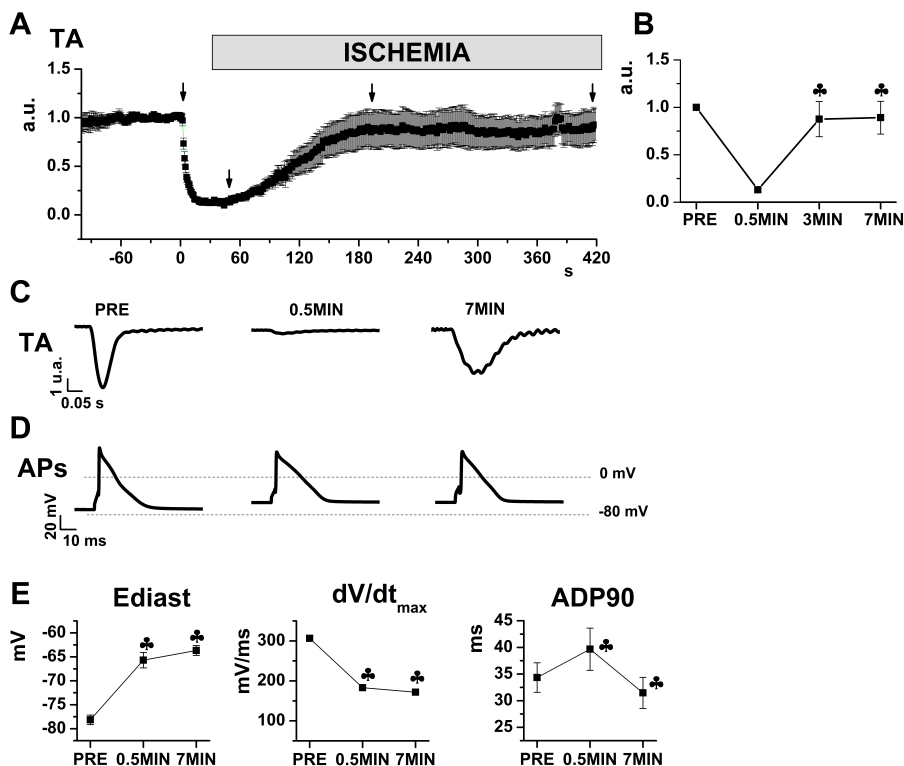 A
TA
ISCHEMIA
a.u.
1.5
1.0
0.5
0.0
-60 0 60 120 180 240 300 360 420
s
B
a.u.
1.5
1.0
0.5
0.0
PRE 0.5MIN 3MIN 7MIN
C
PRE 0.5MIN 7MIN
TA
1 u.a.
0.05 s
D
APs
0 mV
-80 mV
20 mV
10 ms
E
Ediast
mV
-60
-65
-70
-75
-80
PRE 0.5MIN 7MIN
dV/dt max
mV/ms
300
200
100
PRE 0.5MIN 7MIN
ADP90
ms
45
40
35
30
25
PRE 0.5MIN 7MIN